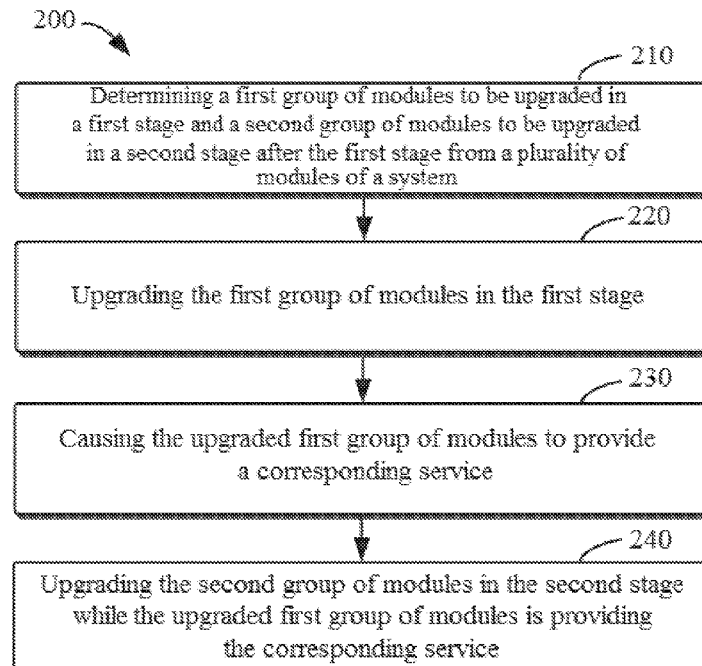 200
210
Determining a first group of modules to be upgraded in
a first stage and a second group of modules to be upgraded
in a second stage after the first stage from a plurality of
modules of a system
220
Upgrading the first group of modules in the first stage
230
Causing the upgraded first group of modules to provide
a corresponding service
240
Upgrading the second group of modules in the second stage
while the upgraded first group of modules is providing
the corresponding service